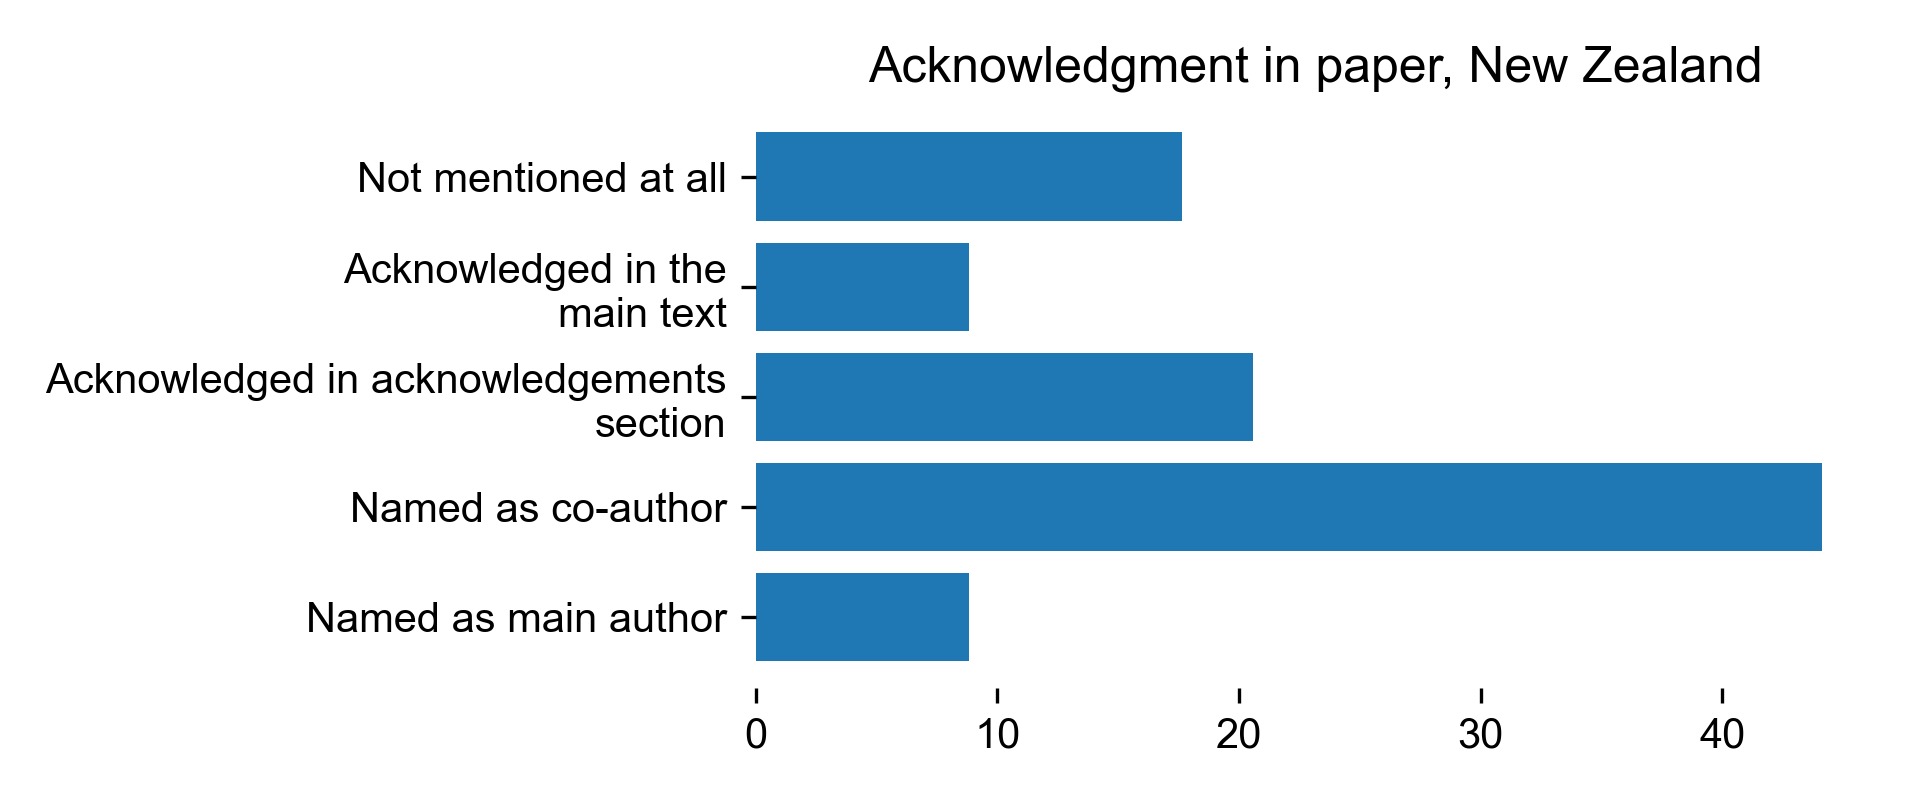 Acknowledgment in paper, New Zealand
Not mentioned at all
Acknowledged in the
main text
Acknowledged in acknowledgements
section
Named as co-author
Named as main author
0 10 20 30 40